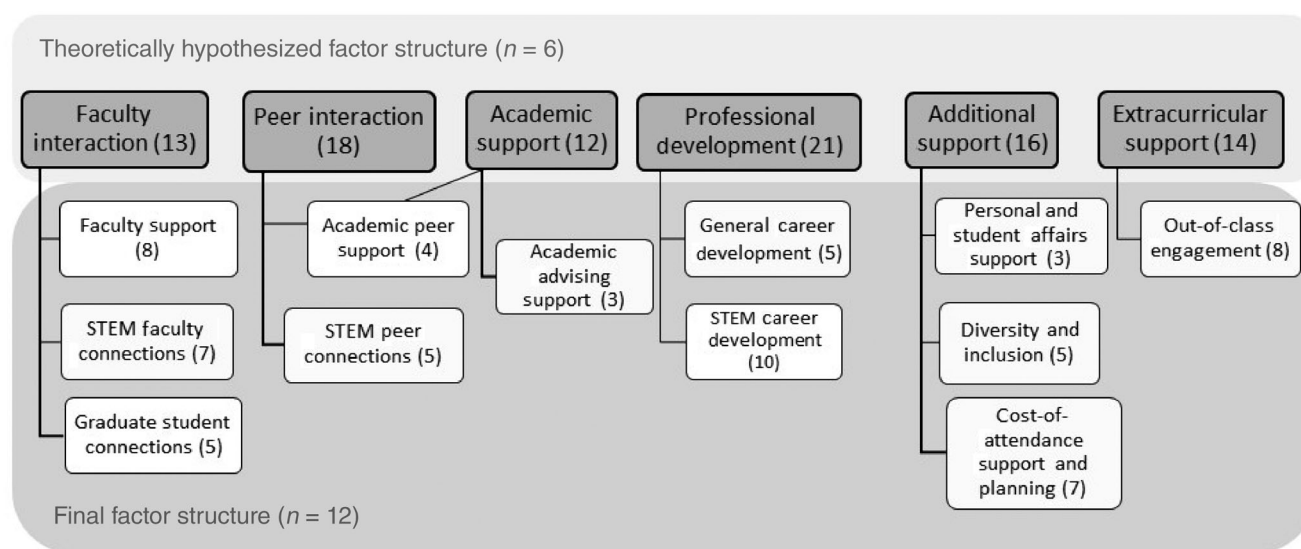 Theoretically hypothesized factor structure (n = 6)
Faculty
interaction (13)
Peer interaction
(18)
Academic
support (12)
Professional
development (21)
Additional
support (16)
Extracurricular
support (14)
Faculty support
(8)
STEM faculty
connections (7)
Graduate student
connections (5)
Academic peer
support (4)
STEM peer
connections (5)
Academic
advising
support (3)
General career
development (5)
STEM career
development
(10)
Personal and
student affairs
support (3)
Diversity and
inclusion (5)
Cost-of-
attendance
support and
planning (7)
Out-of-class
engagement (8)
Final factor structure (n = 12)